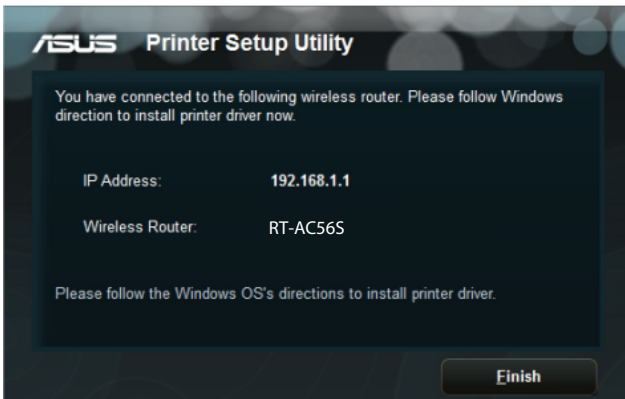 ASUS Printer Setup Utility
You have connected to the following wireless router. Please follow Windows
direction to install printer driver now.
IP Address: 192.168.1.1
Wireless Router: RT-AC56S
Please follow the Windows OS's directions to install printer driver.
Finish